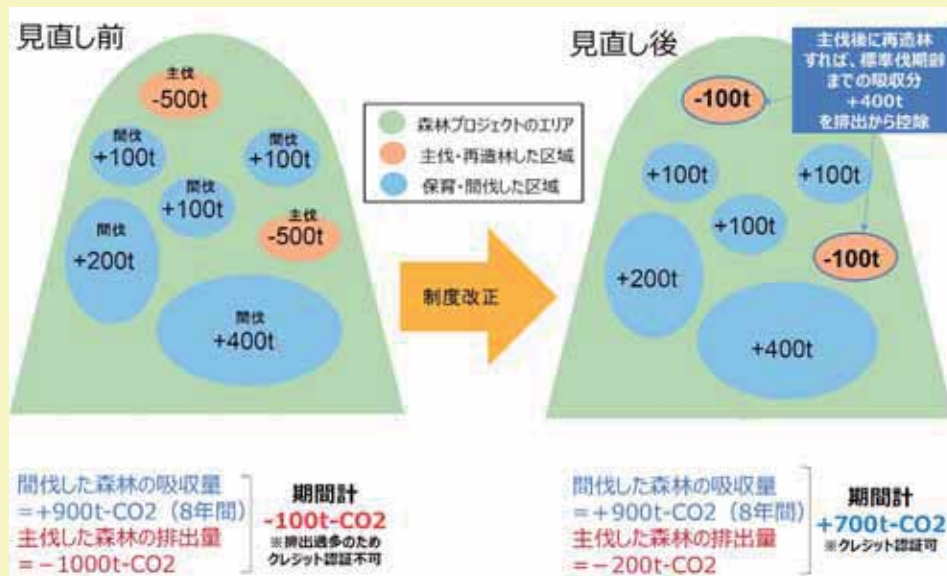 見直し前
主伐
-500t
間伐
+100t
間伐
+100t
間伐
+100t
主伐
-500t
間伐
+200t
間伐
+400t
間伐した森林の吸収量
=+900t-CO2（8年間）
主伐した森林の排出量
=－1000t-CO2
期間計
-100t-CO2
※排出過多のため
クレジット認証不可
森林プロジェクトのエリア
主伐・再造林した区域
保育・間伐した区域
制度改正
見直し後
主伐後に再造林
すれば、標準伐期齢
までの吸収分
+400t
を排出から控除
-100t
+100t
+100t
+100t
-100t
+200t
+400t
間伐した森林の吸収量
=+900t-CO2（8年間）
主伐した森林の排出量
=－200t-CO2
期間計
+700t-CO2
※クレジット認証可